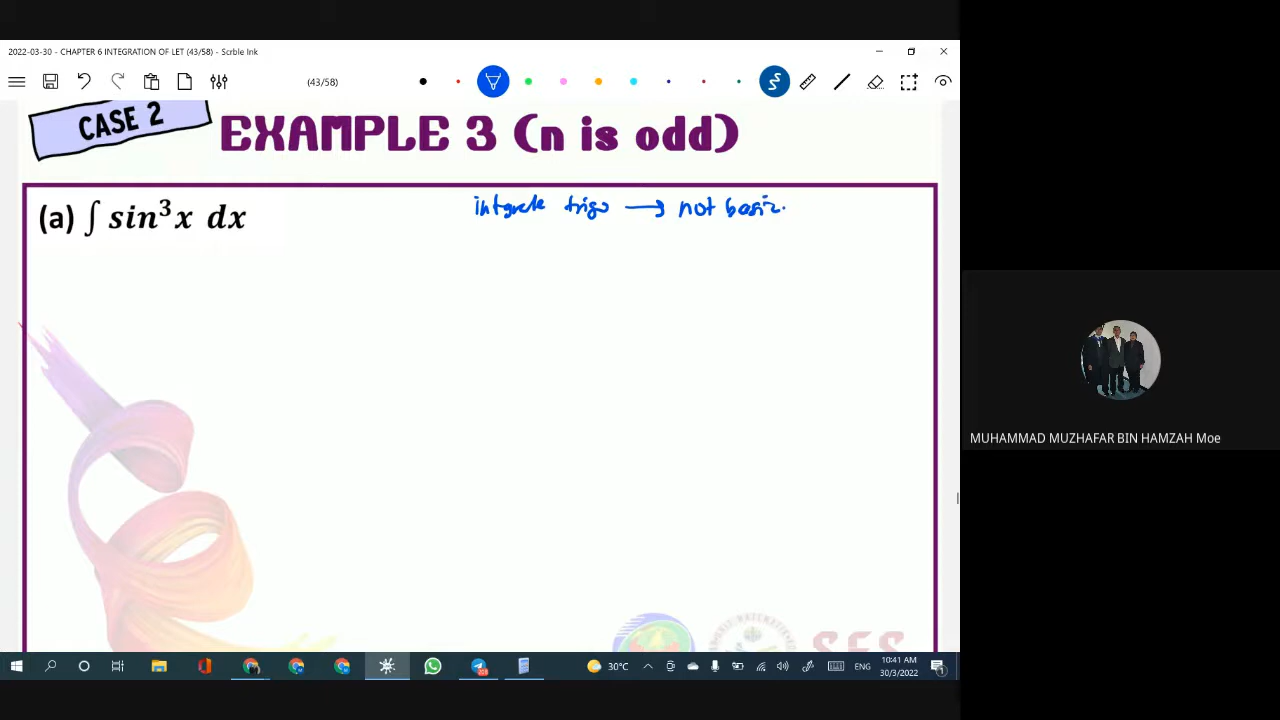 2022-03-30 - CHAPTER 6 INTEGRATION OF LET (43/58) - Scrble Ink
(43/58)
CASE 2
EXAMPLE 3 (n is odd)
(a) ∫ sin³x dx
trigo → not basic.
MUHAMMAD MUZHAFAR BIN HAMZAH Moe
SES
30°C
ENG
10:41 AM
30/3/2022